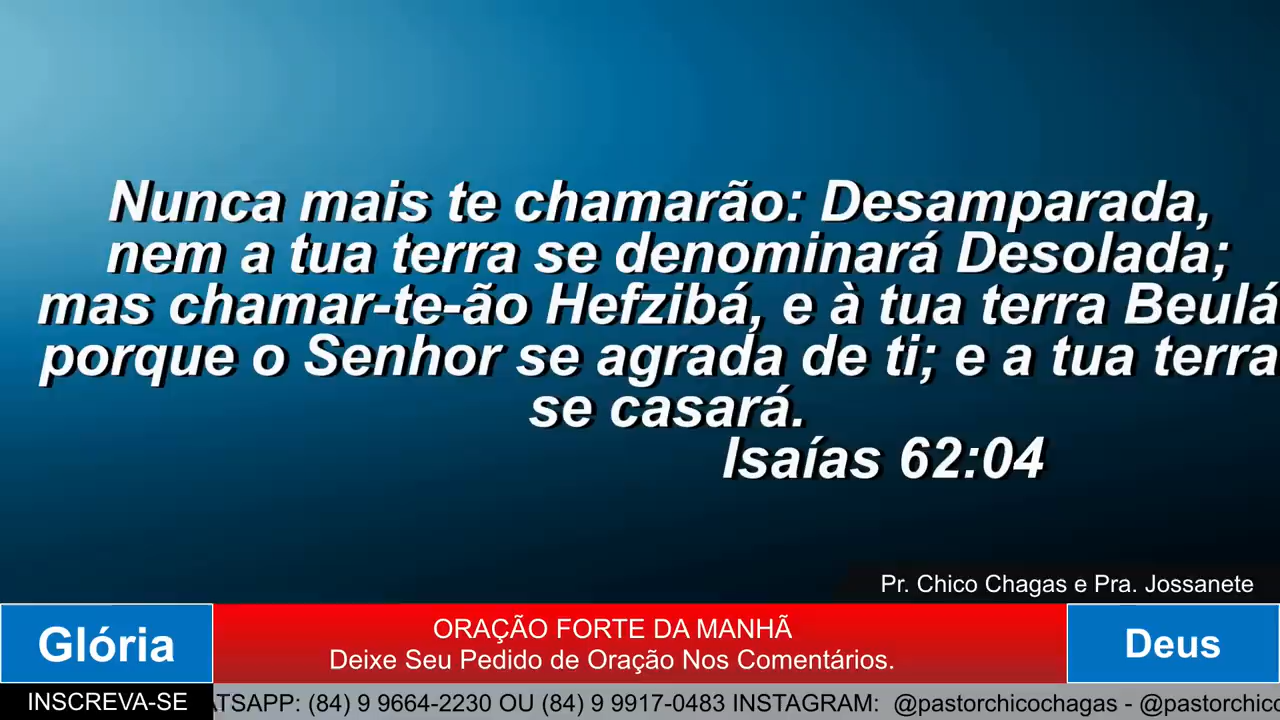 Nunca mais te chamarão: Desamparada,
nem a tua terra se denominará Desolada;
mas chamar-te-ão Hefzibá, e à tua terra Beulá
porque o Senhor se agrada de ti; e a tua terra
se casará.
Isaías 62:04
Pr. Chico Chagas e Pra. Jossanete
Glória
ORAÇÃO FORTE DA MANHÃ
Deixe Seu Pedido de Oração Nos Comentários.
Deus
INSCREVA-SE
ATSAPP: (84) 9 9664-2230 OU (84) 9 9917-0483 INSTAGRAM: @pastorchicochagas - @pastorchico